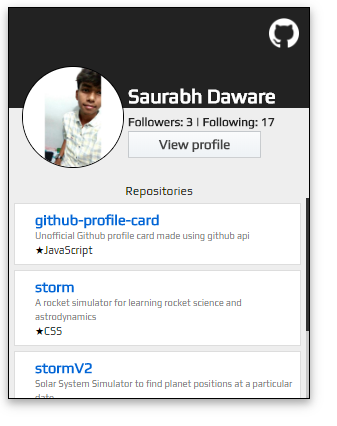 Saurabh Daware
Followers: 3 | Following: 17
View profile
Repositories
github-profile-card
Unofficial Github profile card made using github api
★JavaScript
storm
A rocket simulator for learning rocket science and
astrodynamics
★CSS
stormV2
Solar System Simulator to find planet positions at a particular
date